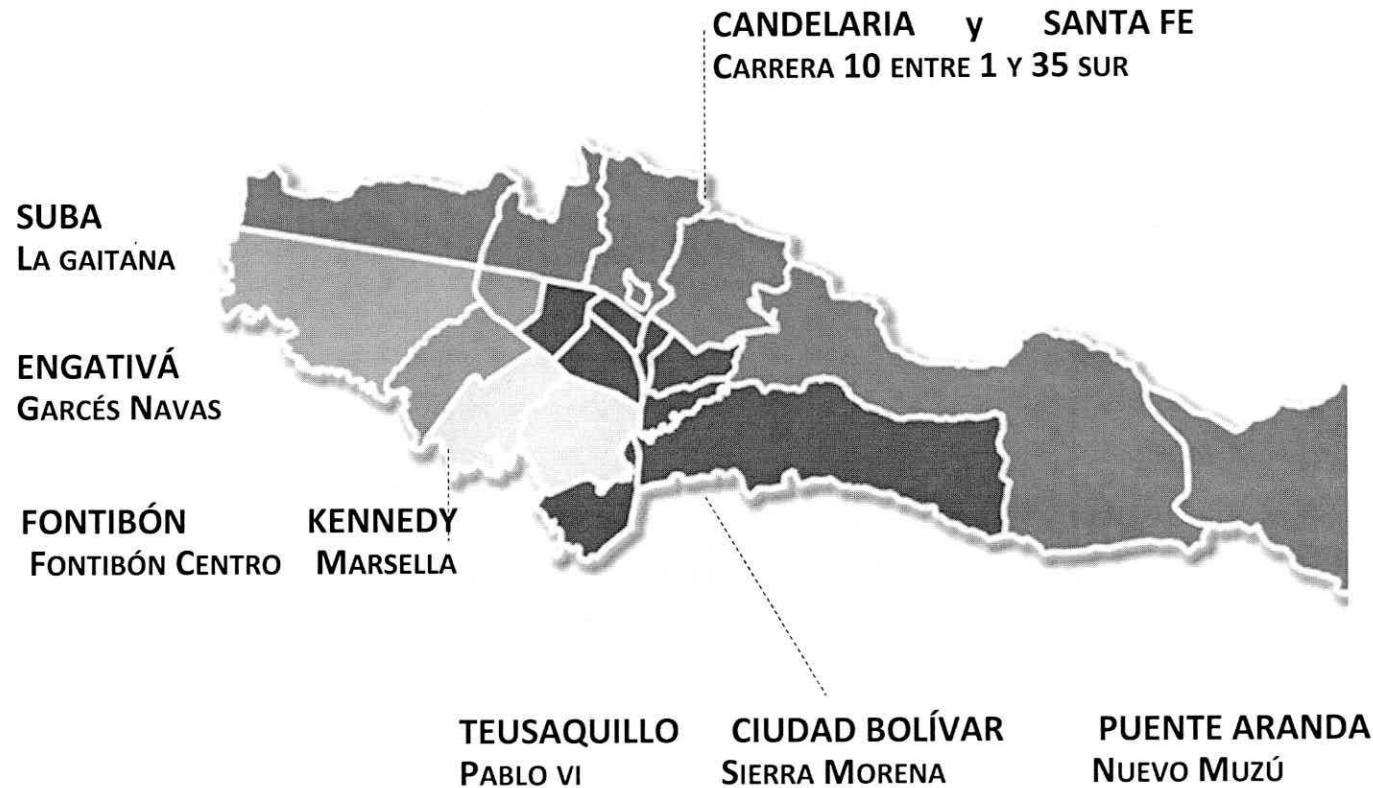 CANDELARIA y SANTA FE
CARRERA 10 ENTRE 1 Y 35 SUR
SUBA
LA GAITANA
ENGATIVÁ
GARCÉS NAVAS
FONTIBÓN KENNEDY
FONTIBÓN CENTRO MARSELLA
TEUSAQUILLO CIUDAD BOLÍVAR PUENTE ARANDA
PABLO VI SIERRA MORENA NUEVO MUZÚ